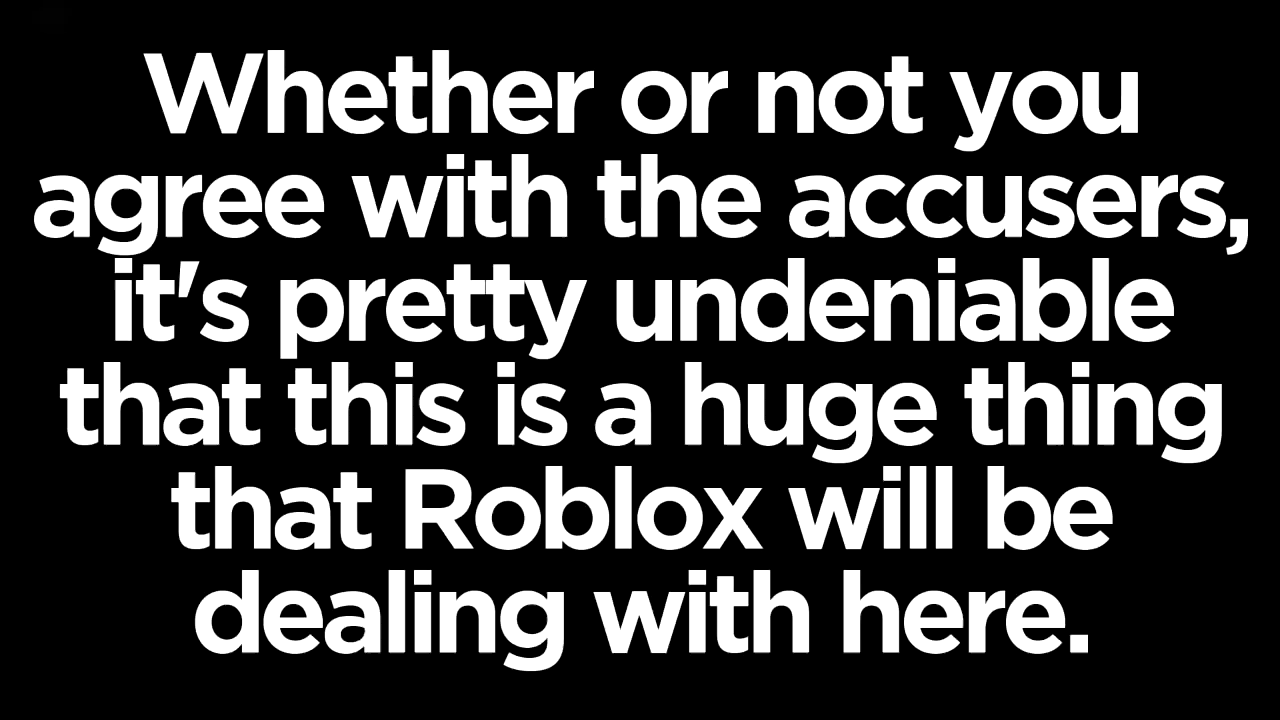 Whether or not you
agree with the accusers,
it's pretty undeniable
that this is a huge thing
that Roblox will be
dealing with here.